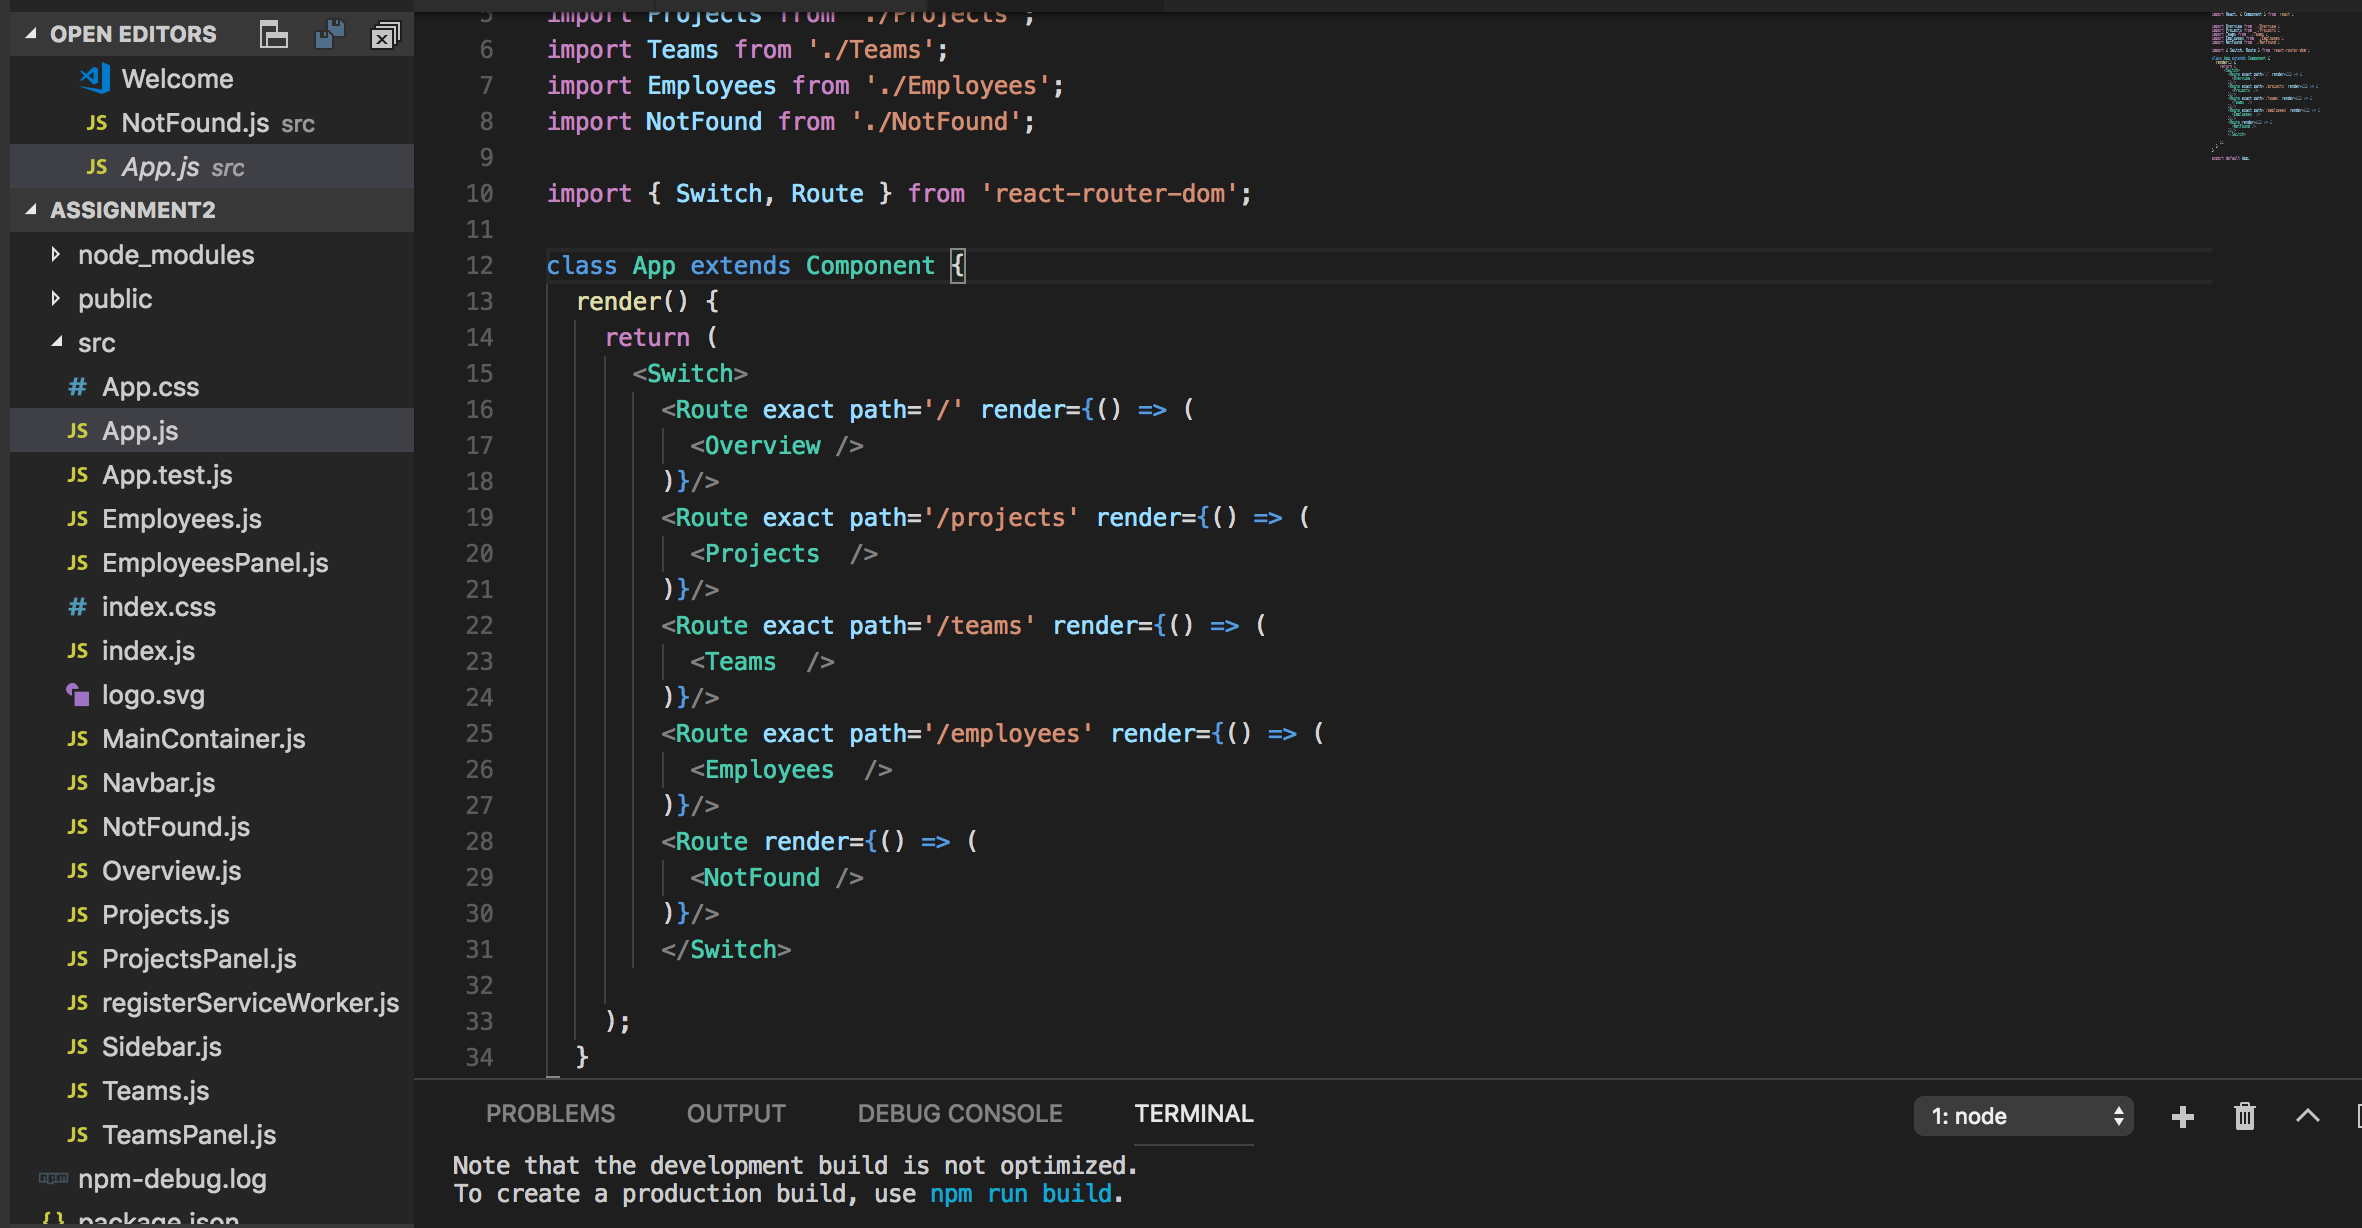 OPEN EDITORS
Welcome
JS NotFound.js src
JS App.js src
ASSIGNMENT2
node_modules
public
src
# App.css
JS App.js
JS App.test.js
JS Employees.js
JS EmployeesPanel.js
# index.css
JS index.js
logo.svg
JS MainContainer.js
JS Navbar.js
JS NotFound.js
JS Overview.js
JS Projects.js
JS ProjectsPanel.js
JS registerServiceWorker.js
JS Sidebar.js
JS Teams.js
JS TeamsPanel.js
npm npm-debug.log
{} package.json
5 import Projects from './Projects';
6 import Teams from './Teams';
7 import Employees from './Employees';
8 import NotFound from './NotFound';
9
10 import { Switch, Route } from 'react-router-dom';
11
12 class App extends Component {
13 render() {
14 return (
15 <Switch>
16 <Route exact path='/' render={() => (
17 <Overview />
18 )}/>
19 <Route exact path='/projects' render={() => (
20 <Projects  />
21 )}/>
22 <Route exact path='/teams' render={() => (
23 <Teams  />
24 )}/>
25 <Route exact path='/employees' render={() => (
26 <Employees  />
27 )}/>
28 <Route render={() => (
29 <NotFound />
30 )}/>
31 </Switch>
32
33 );
34 }
PROBLEMS OUTPUT DEBUG CONSOLE TERMINAL 1: node
Note that the development build is not optimized.
To create a production build, use npm run build.